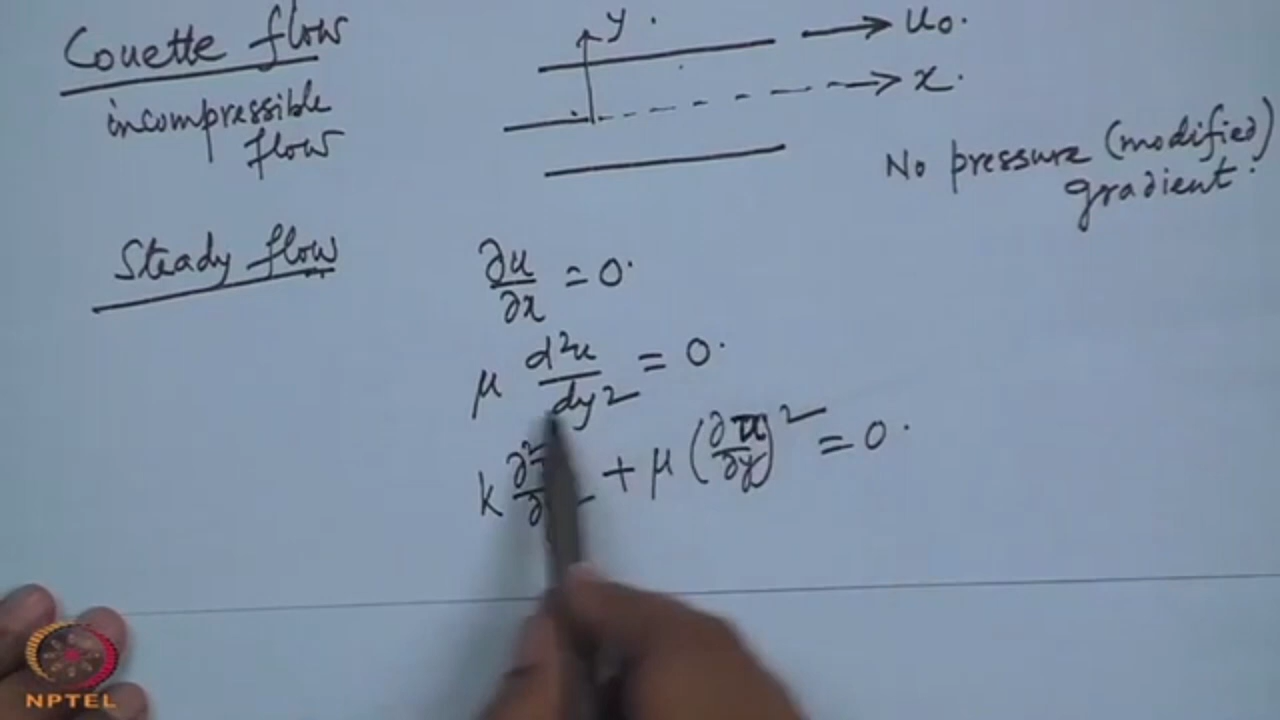 Couette flow
incompressible
flow
y.
u₀.
x.
No pressure (modified)
gradient.
Steady flow
∂u/∂x = 0.
μ d²u/dy² = 0.
+ μ (∂u/∂y)² = 0.
NPTEL